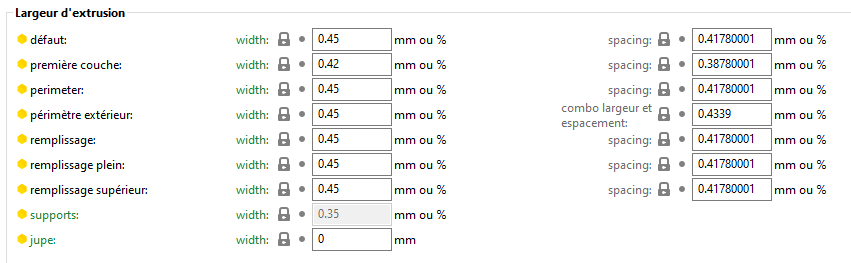 Largeur d'extrusion
défaut: width: 0.45 mm ou % spacing: 0.41780001 mm ou %
première couche: width: 0.42 mm ou % spacing: 0.38780001 mm ou %
perimeter: width: 0.45 mm ou % spacing: 0.41780001 mm ou %
périmètre extérieur: width: 0.45 mm ou % combo largeur et espacement: 0.4339 mm ou %
remplissage: width: 0.45 mm ou % spacing: 0.41780001 mm ou %
remplissage plein: width: 0.45 mm ou % spacing: 0.41780001 mm ou %
remplissage supérieur: width: 0.45 mm ou % spacing: 0.41780001 mm ou %
supports: width: 0.35 mm ou %
jupe: width: 0 mm